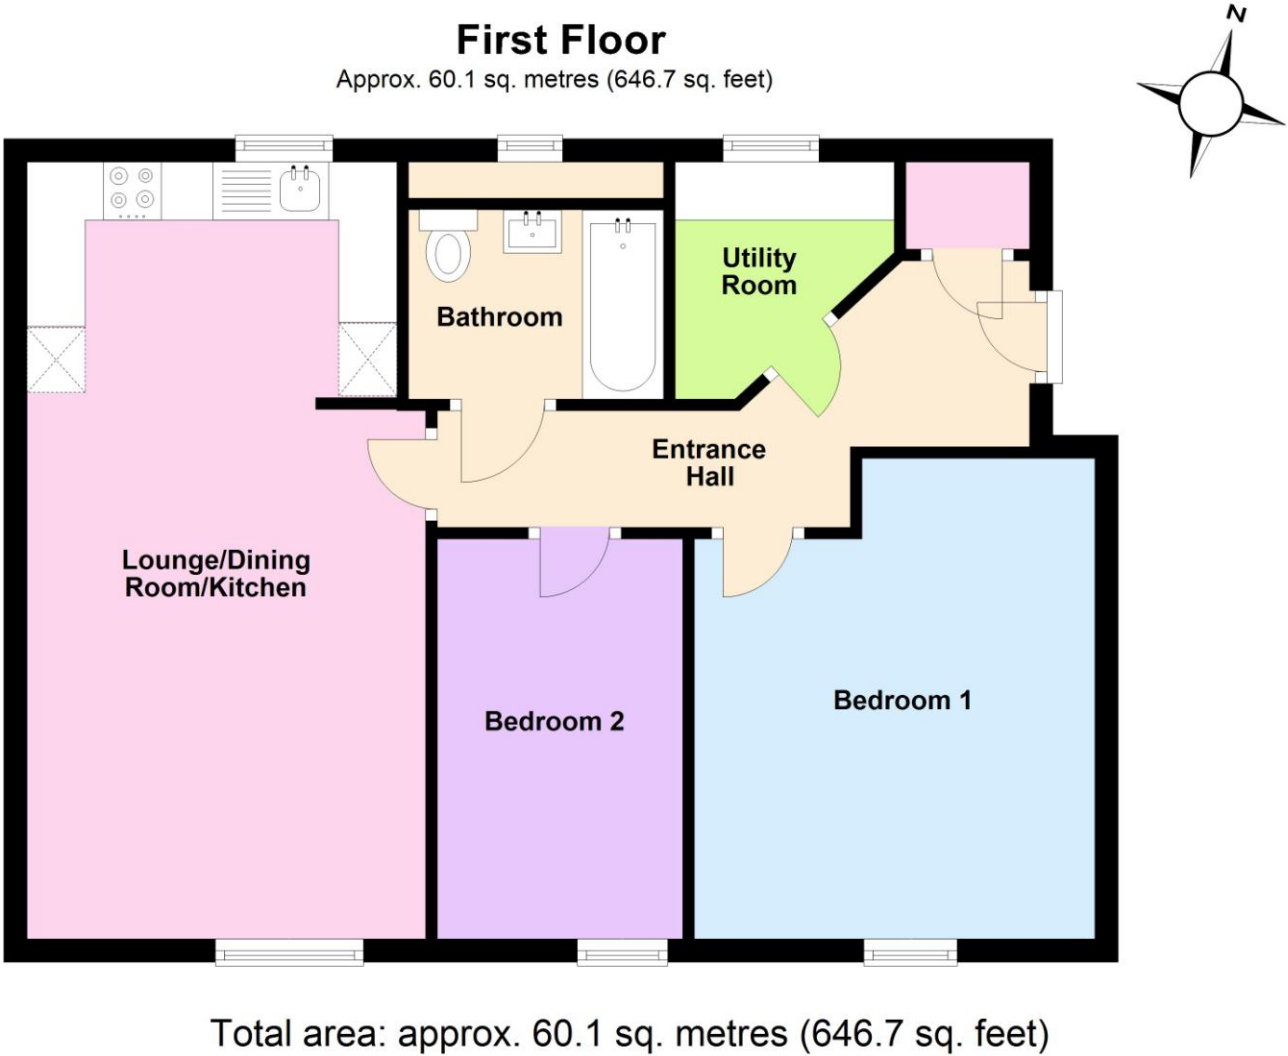 First Floor
Approx. 60.1 sq. metres (646.7 sq. feet)
N
Utility
Room
Bathroom
Entrance
Hall
Lounge/Dining
Room/Kitchen
Bedroom 1
Bedroom 2
Total area: approx. 60.1 sq. metres (646.7 sq. feet)